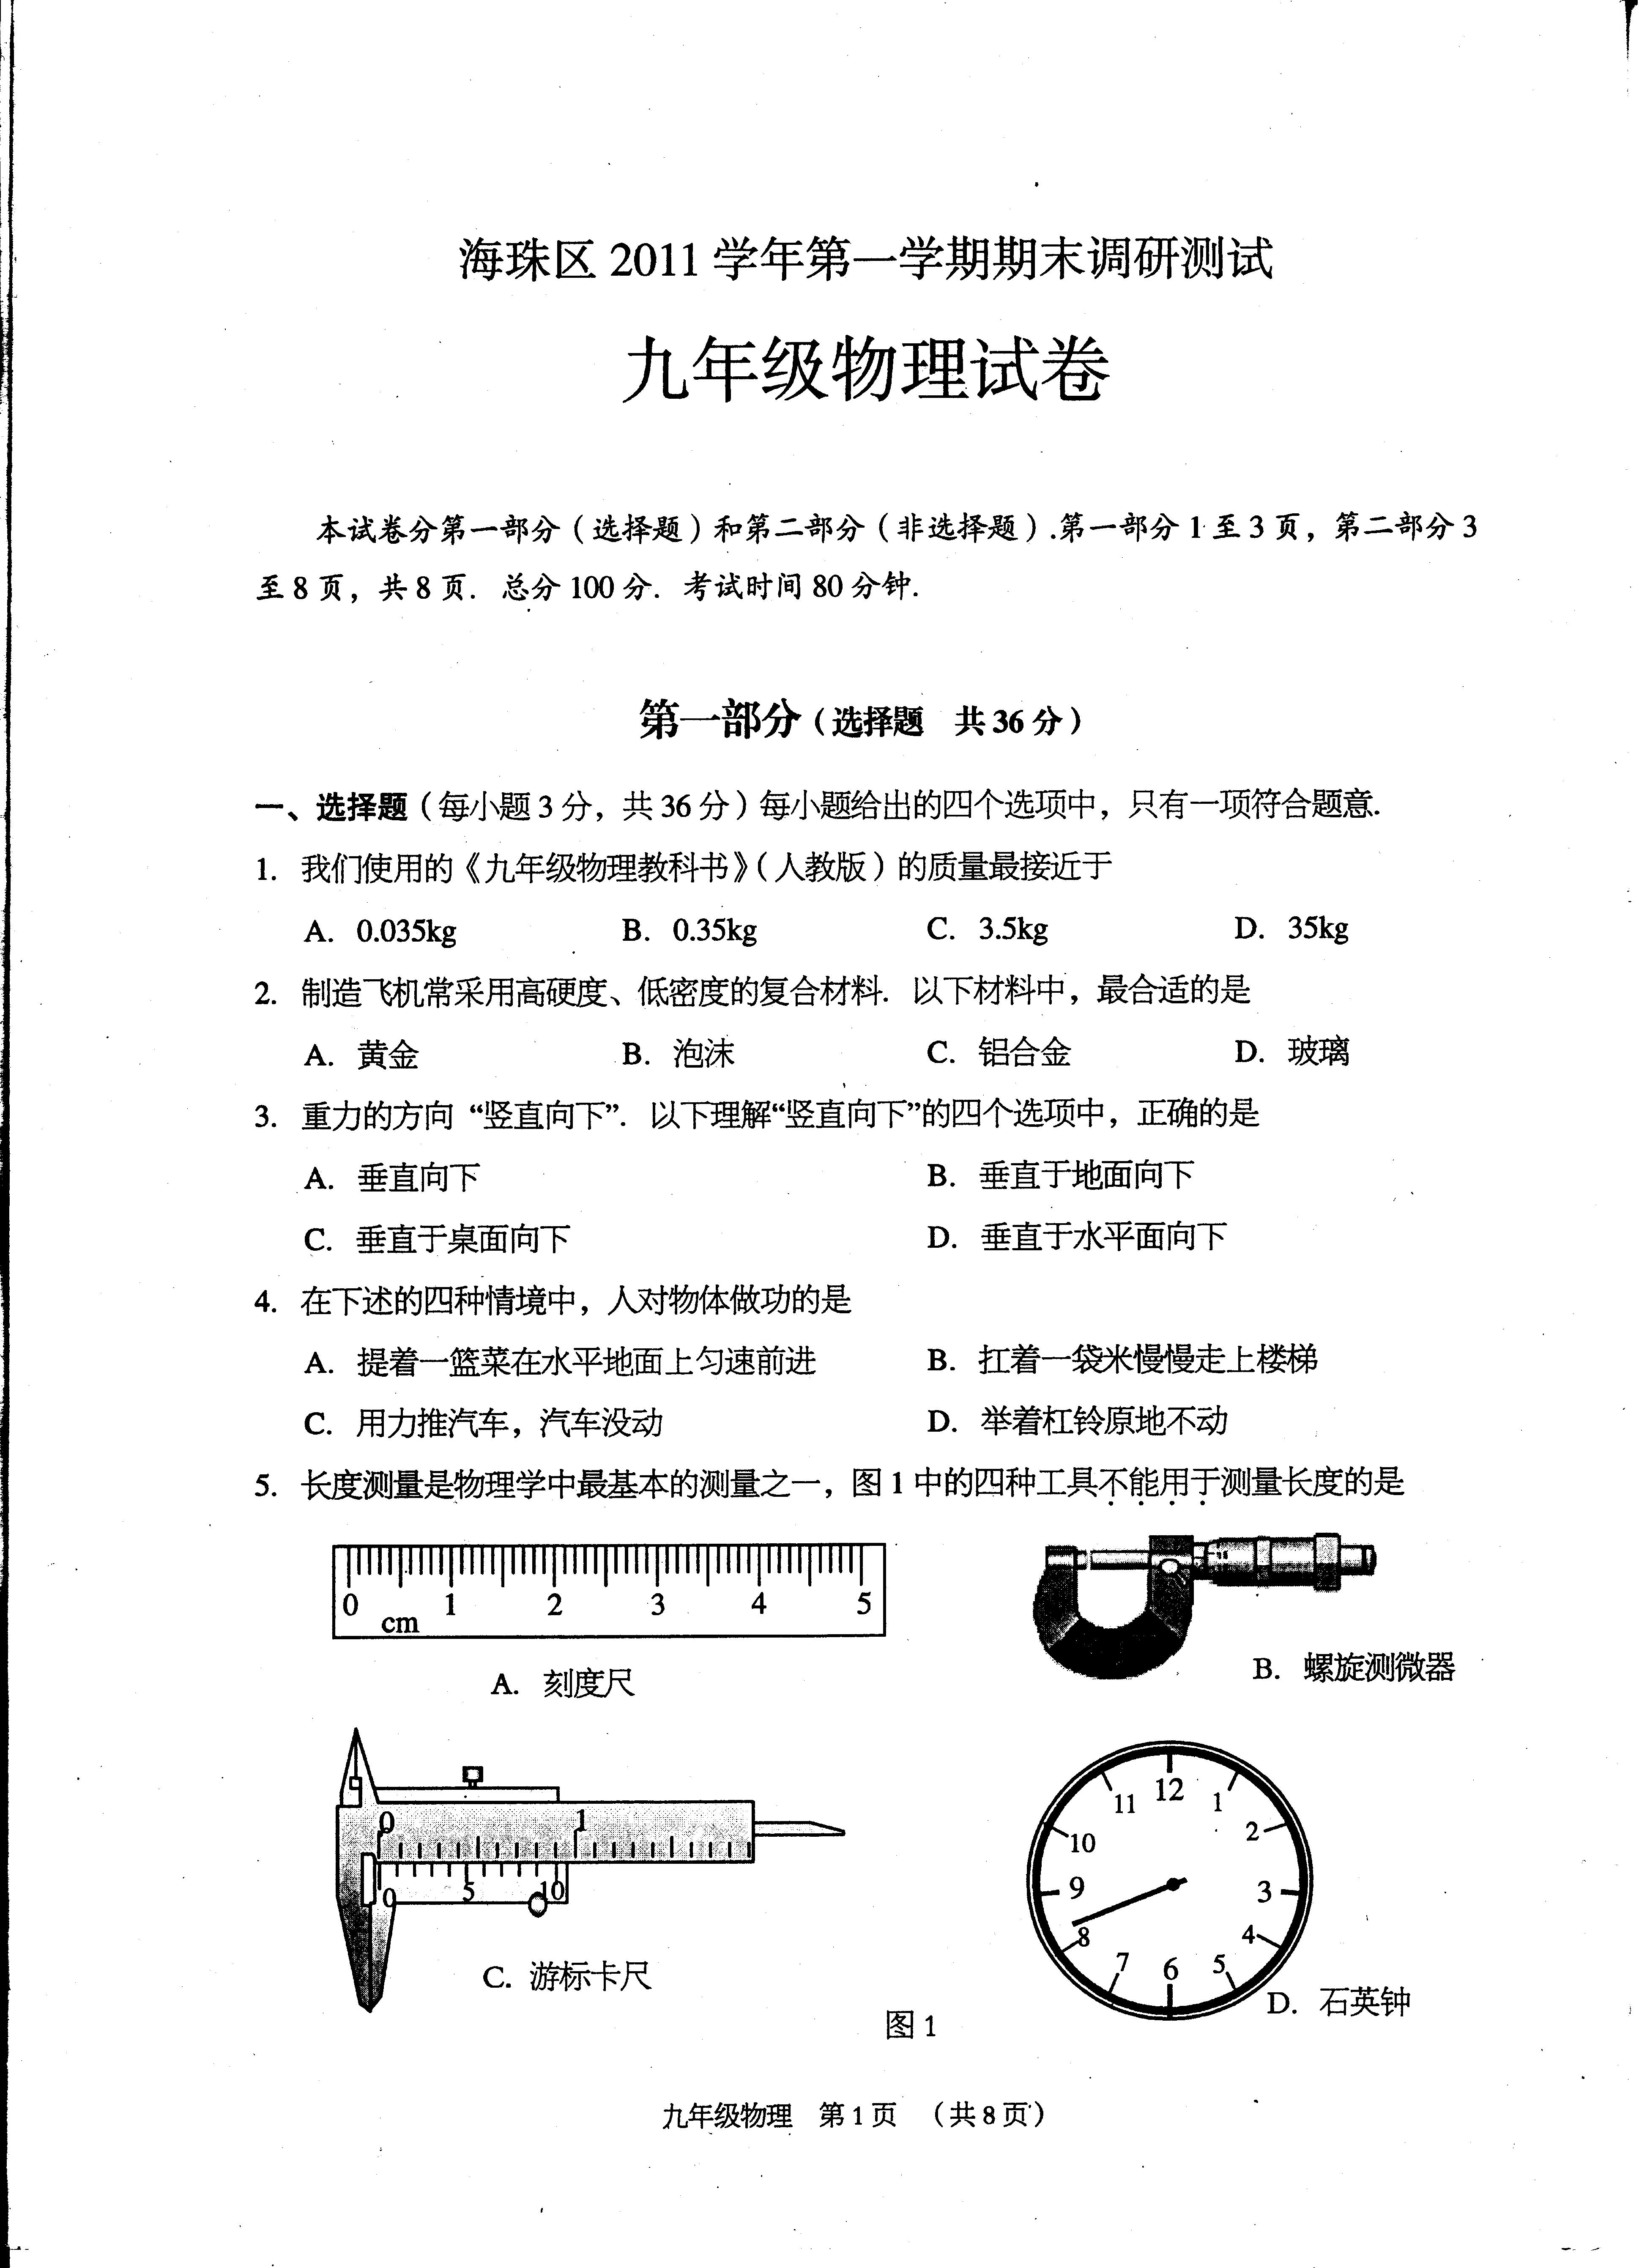 海珠区 2011 学年第一学期期末调研测试
九年级物理试卷
本试卷分第一部分（选择题）和第二部分（非选择题）.第一部分 1 至 3 页，第二部分 3
至 8 页，共 8 页．总分 100 分．考试时间 80 分钟．
第一部分（选择题　共 36 分）
一、选择题（每小题 3 分，共 36 分）每小题给出的四个选项中，只有一项符合题意.
1. 我们使用的《九年级物理教科书》（人教版）的质量最接近于
A. 0.035kg B. 0.35kg C. 3.5kg D. 35kg
2. 制造飞机常采用高硬度、低密度的复合材料．以下材料中，最合适的是
A. 黄金 B. 泡沫 C. 铝合金 D. 玻璃
3. 重力的方向 “竖直向下”．以下理解“竖直向下”的四个选项中，正确的是
A. 垂直向下 B. 垂直于地面向下
C. 垂直于桌面向下 D. 垂直于水平面向下
4. 在下述的四种情境中，人对物体做功的是
A. 提着一篮菜在水平地面上匀速前进 B. 扛着一袋米慢慢走上楼梯
C. 用力推汽车，汽车没动 D. 举着杠铃原地不动
5. 长度测量是物理学中最基本的测量之一，图 1 中的四种工具不能用于测量长度的是
0 1 2 3 4 5
cm
A. 刻度尺 B. 螺旋测微器
0 1
0 5 10
12 1 2 3 4 5 6 7 8 9 10 11
C. 游标卡尺 D. 石英钟
图 1
九年级物理　第 1 页　（共 8 页）